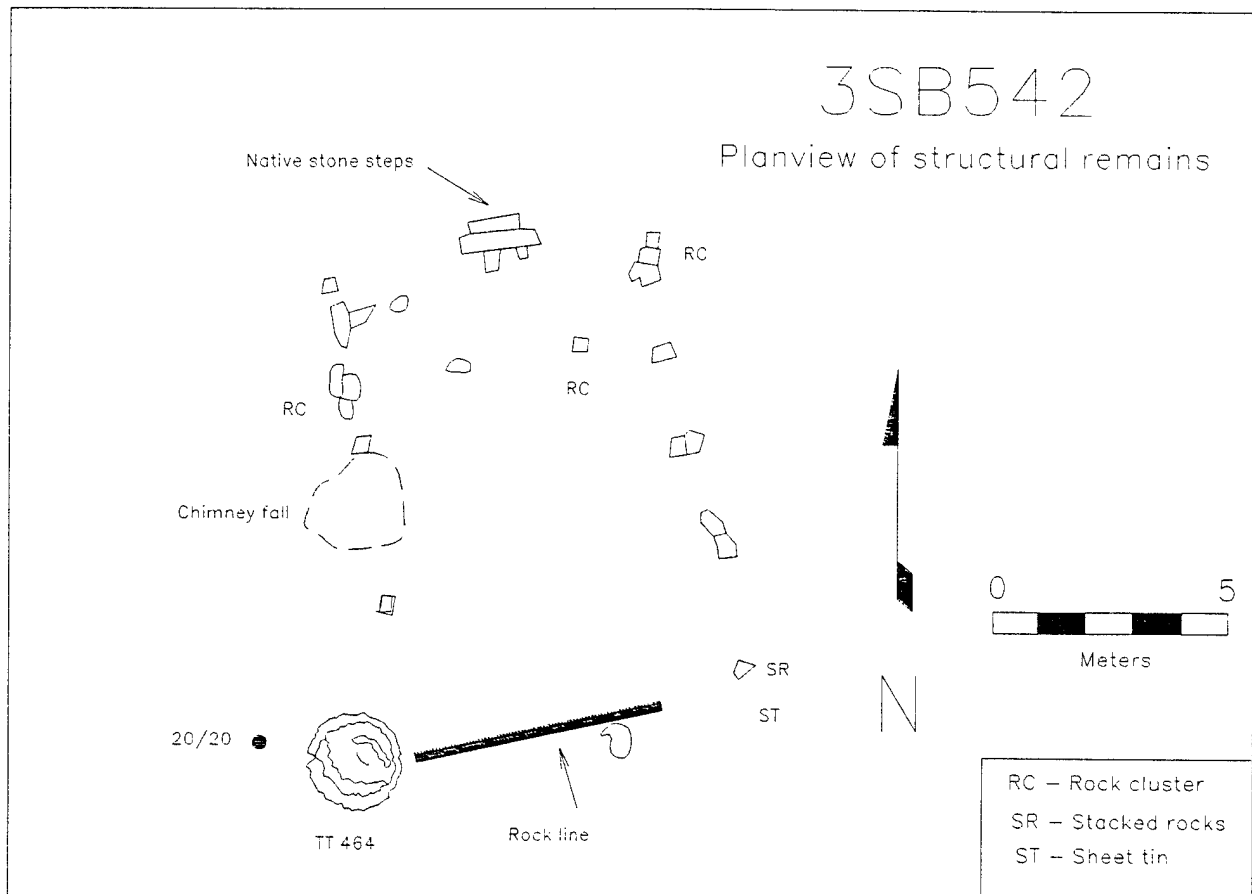 3SB542
Planview of structural remains
Native stone steps
RC
RC
RC
Chimney fall
0 5
Meters
SR
ST
N
20/20
TT 464
Rock line
RC – Rock cluster
SR – Stacked rocks
ST – Sheet tin